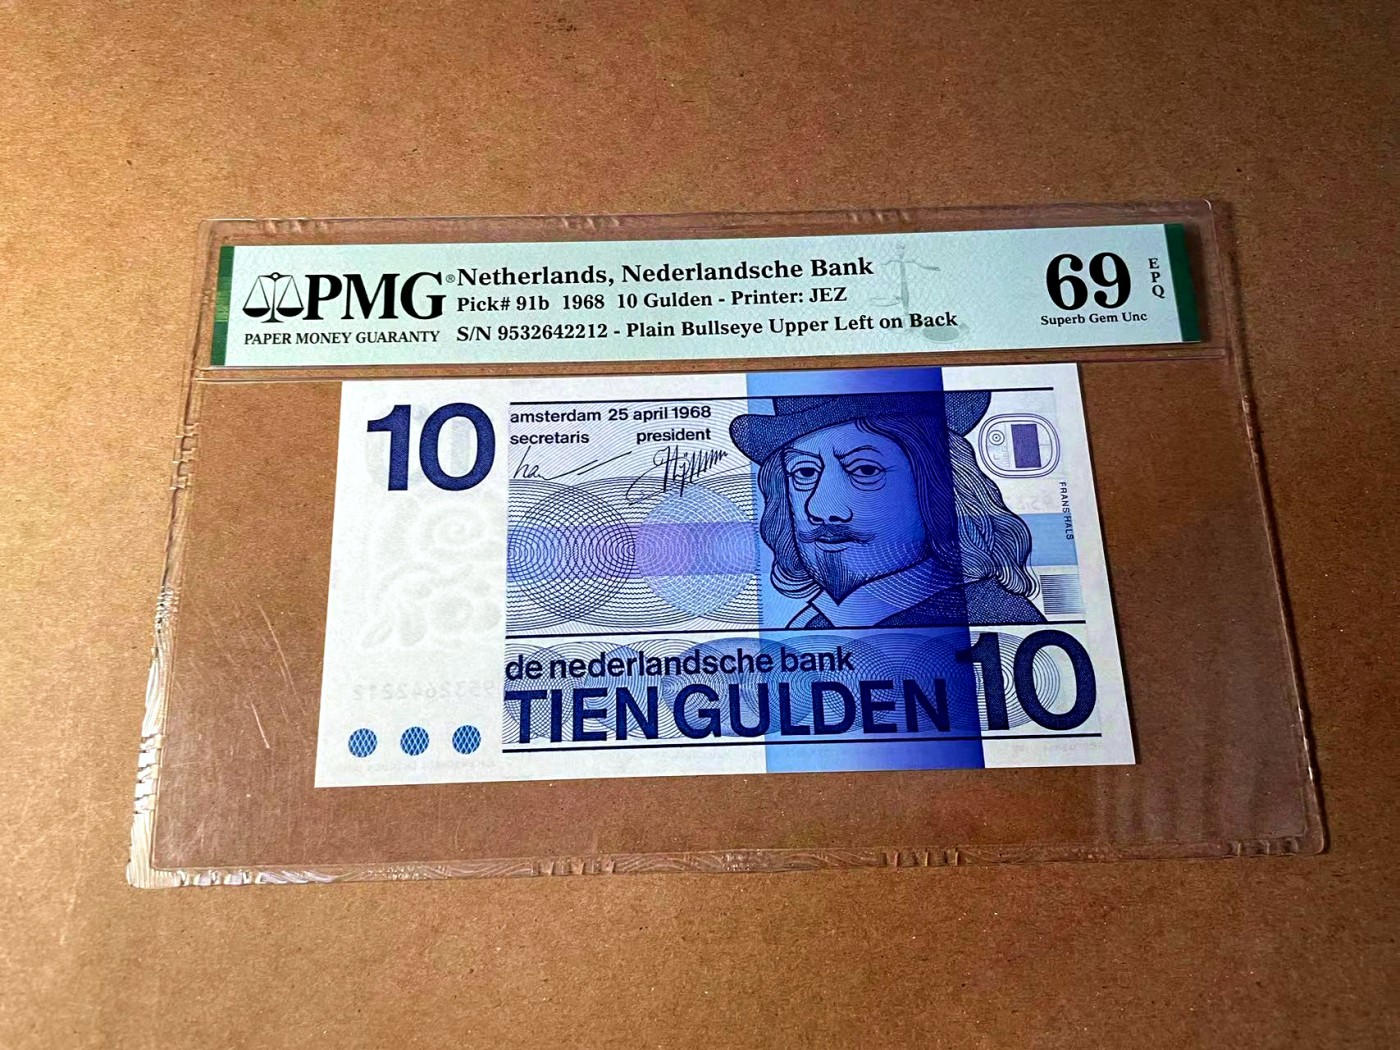 PMG®
PAPER MONEY GUARANTY
Netherlands, Nederlandsche Bank
Pick# 91b 1968 10 Gulden - Printer: JEZ
S/N 9532642212 - Plain Bullseye Upper Left on Back
69
EPQ
Superb Gem Unc
10
amsterdam 25 april 1968
secretaris president
FRANS HALS
de nederlandsche bank
TIEN GULDEN
10
9532642212